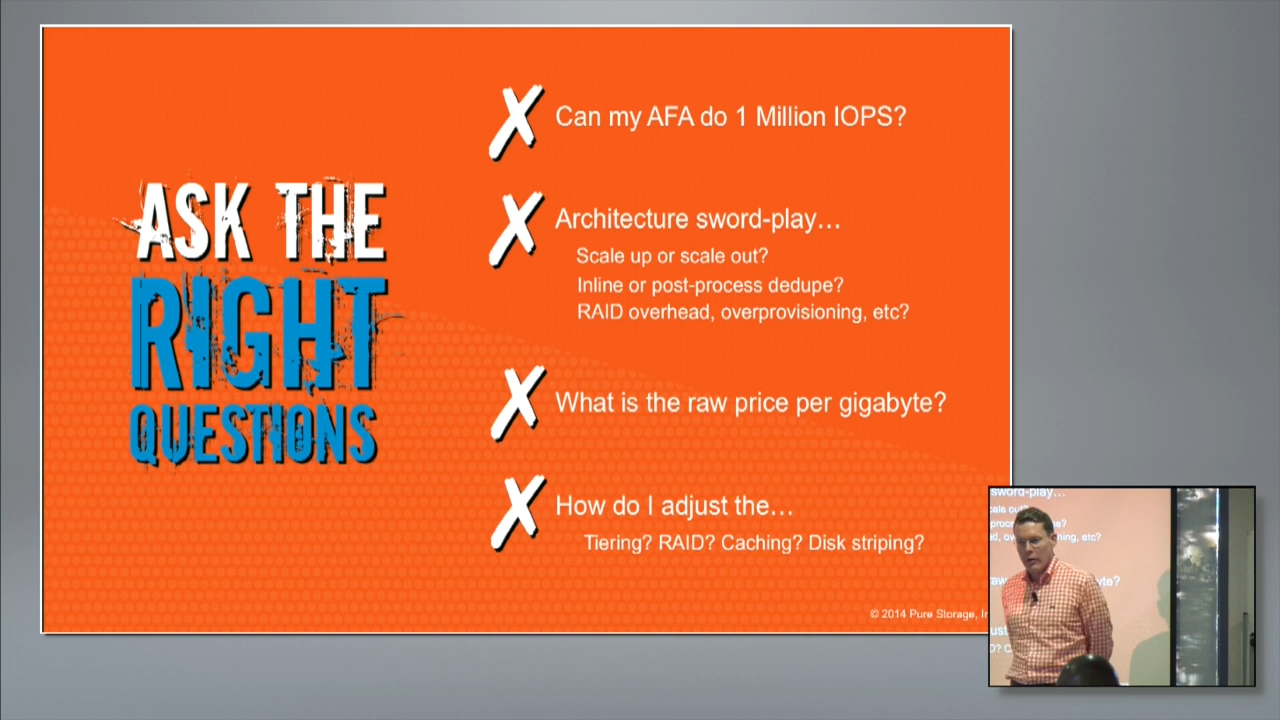 ASK THE
RIGHT
QUESTIONS
✗ Can my AFA do 1 Million IOPS?
✗ Architecture sword-play…
Scale up or scale out?
Inline or post-process dedupe?
RAID overhead, overprovisioning, etc?
✗ What is the raw price per gigabyte?
✗ How do I adjust the…
Tiering? RAID? Caching? Disk striping?
© 2014 Pure Storage,
sword-play…